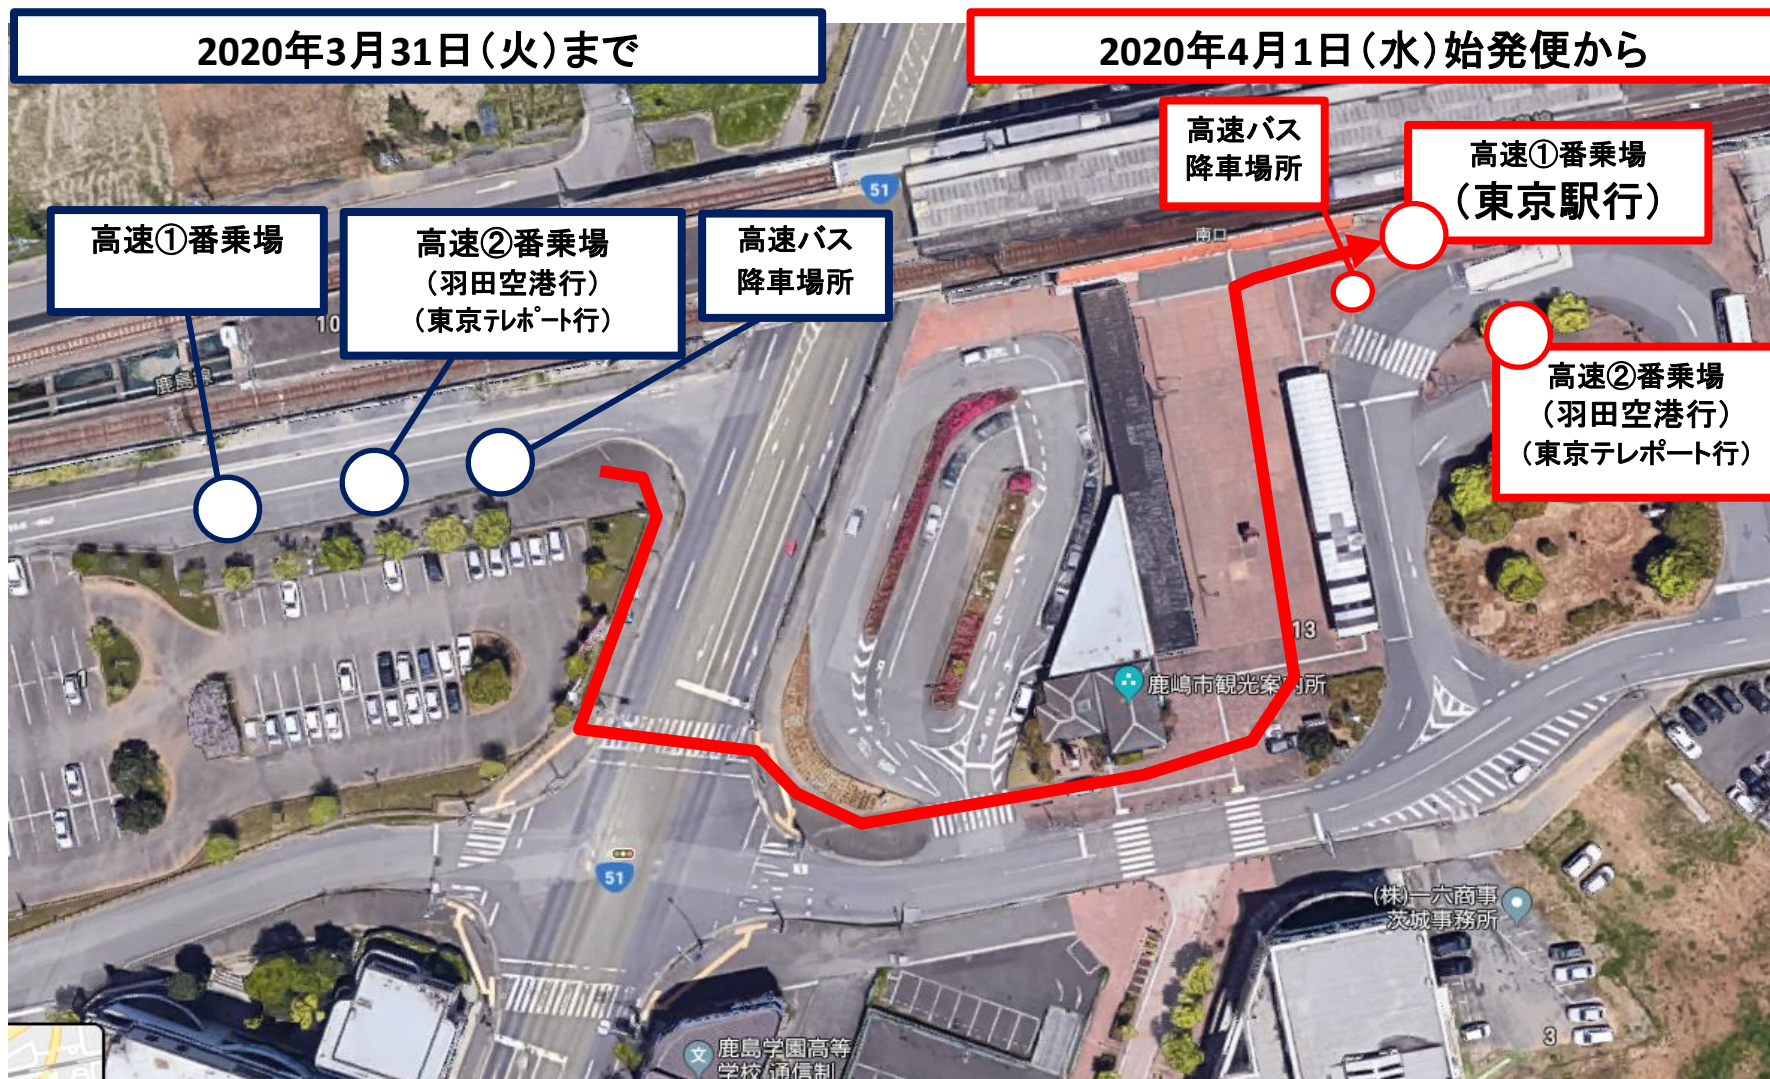 2020年3月31日（火）まで
2020年4月1日（水）始発便から
高速①番乗場
高速②番乗場
（羽田空港行）
（東京ﾃﾚﾎﾟｰﾄ行）
高速バス
降車場所
高速バス
降車場所
高速①番乗場
（東京駅行）
高速②番乗場
（羽田空港行）
（東京テレポート行）
51
南口
10
鹿島線
13
鹿嶋市観光案内所
51
(株)一六商事
茨城事務所
鹿島学園高等
学校 通信制
3